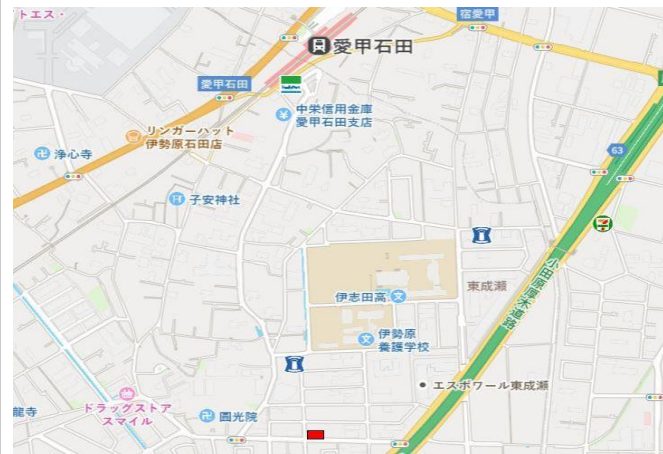 トエス・
宿愛甲
愛甲石田
愛甲石田
中栄信用金庫
愛甲石田支店
リンガーハット
伊勢原石田店
浄心寺
63
子安神社
7
小田原厚木道路
伊志田高
東成瀬
伊勢原
養護学校
エスポワール東成瀬
ドラッグストア
スマイル
龍寺
圓光院